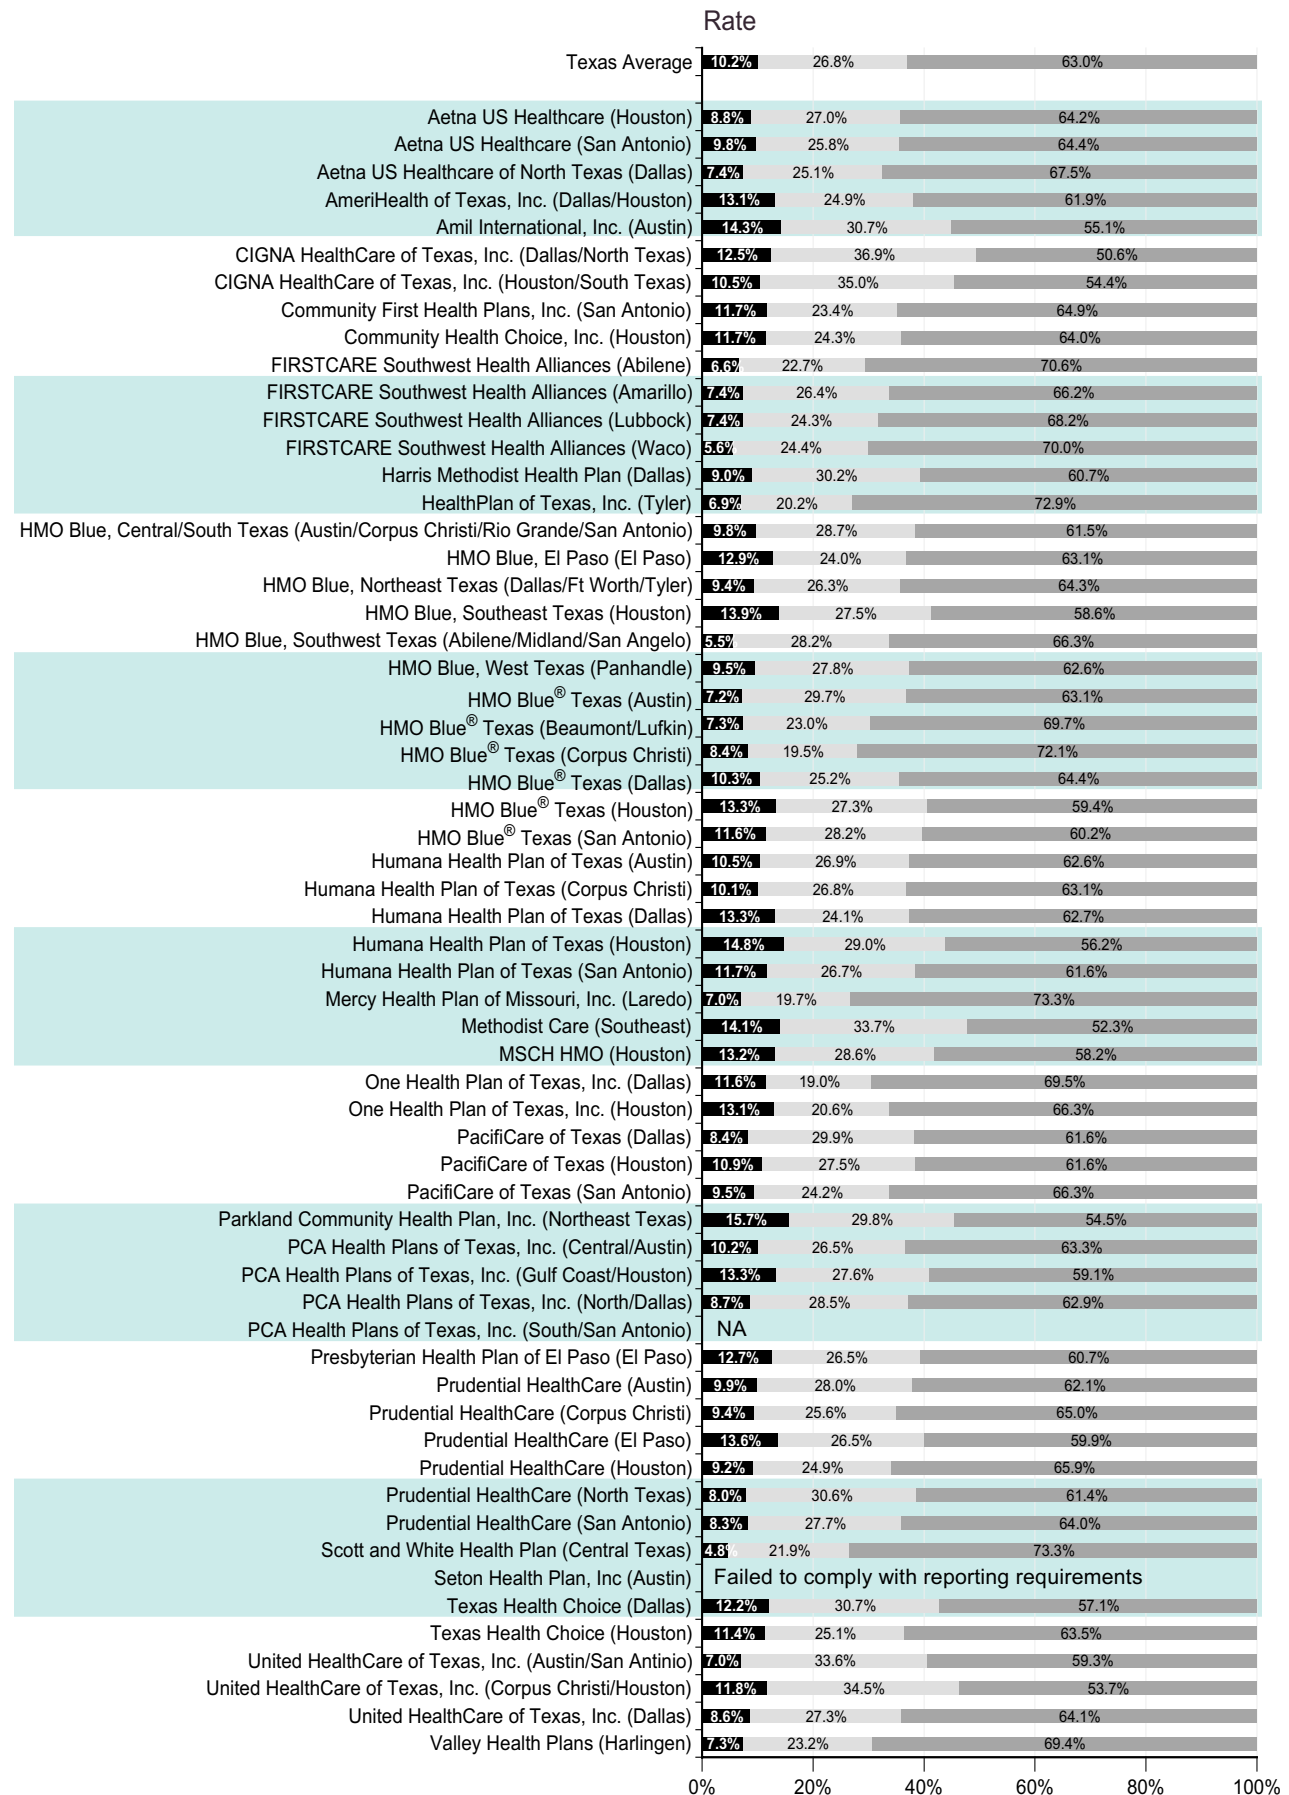 Rate
Texas Average 10.2% 26.8% 63.0%
Aetna US Healthcare (Houston) 8.8% 27.0% 64.2%
Aetna US Healthcare (San Antonio) 9.8% 25.8% 64.4%
Aetna US Healthcare of North Texas (Dallas) 7.4% 25.1% 67.5%
AmeriHealth of Texas, Inc. (Dallas/Houston) 13.1% 24.9% 61.9%
Amil International, Inc. (Austin) 14.3% 30.7% 55.1%
CIGNA HealthCare of Texas, Inc. (Dallas/North Texas) 12.5% 36.9% 50.6%
CIGNA HealthCare of Texas, Inc. (Houston/South Texas) 10.5% 35.0% 54.4%
Community First Health Plans, Inc. (San Antonio) 11.7% 23.4% 64.9%
Community Health Choice, Inc. (Houston) 11.7% 24.3% 64.0%
FIRSTCARE Southwest Health Alliances (Abilene) 6.6% 22.7% 70.6%
FIRSTCARE Southwest Health Alliances (Amarillo) 7.4% 26.4% 66.2%
FIRSTCARE Southwest Health Alliances (Lubbock) 7.4% 24.3% 68.2%
FIRSTCARE Southwest Health Alliances (Waco) 5.6% 24.4% 70.0%
Harris Methodist Health Plan (Dallas) 9.0% 30.2% 60.7%
HealthPlan of Texas, Inc. (Tyler) 6.9% 20.2% 72.9%
HMO Blue, Central/South Texas (Austin/Corpus Christi/Rio Grande/San Antonio) 9.8% 28.7% 61.5%
HMO Blue, El Paso (El Paso) 12.9% 24.0% 63.1%
HMO Blue, Northeast Texas (Dallas/Ft Worth/Tyler) 9.4% 26.3% 64.3%
HMO Blue, Southeast Texas (Houston) 13.9% 27.5% 58.6%
HMO Blue, Southwest Texas (Abilene/Midland/San Angelo) 5.5% 28.2% 66.3%
HMO Blue, West Texas (Panhandle) 9.5% 27.8% 62.6%
HMO Blue® Texas (Austin) 7.2% 29.7% 63.1%
HMO Blue® Texas (Beaumont/Lufkin) 7.3% 23.0% 69.7%
HMO Blue® Texas (Corpus Christi) 8.4% 19.5% 72.1%
HMO Blue® Texas (Dallas) 10.3% 25.2% 64.4%
HMO Blue® Texas (Houston) 13.3% 27.3% 59.4%
HMO Blue® Texas (San Antonio) 11.6% 28.2% 60.2%
Humana Health Plan of Texas (Austin) 10.5% 26.9% 62.6%
Humana Health Plan of Texas (Corpus Christi) 10.1% 26.8% 63.1%
Humana Health Plan of Texas (Dallas) 13.3% 24.1% 62.7%
Humana Health Plan of Texas (Houston) 14.8% 29.0% 56.2%
Humana Health Plan of Texas (San Antonio) 11.7% 26.7% 61.6%
Mercy Health Plan of Missouri, Inc. (Laredo) 7.0% 19.7% 73.3%
Methodist Care (Southeast) 14.1% 33.7% 52.3%
MSCH HMO (Houston) 13.2% 28.6% 58.2%
One Health Plan of Texas, Inc. (Dallas) 11.6% 19.0% 69.5%
One Health Plan of Texas, Inc. (Houston) 13.1% 20.6% 66.3%
PacifiCare of Texas (Dallas) 8.4% 29.9% 61.6%
PacifiCare of Texas (Houston) 10.9% 27.5% 61.6%
PacifiCare of Texas (San Antonio) 9.5% 24.2% 66.3%
Parkland Community Health Plan, Inc. (Northeast Texas) 15.7% 29.8% 54.5%
PCA Health Plans of Texas, Inc. (Central/Austin) 10.2% 26.5% 63.3%
PCA Health Plans of Texas, Inc. (Gulf Coast/Houston) 13.3% 27.6% 59.1%
PCA Health Plans of Texas, Inc. (North/Dallas) 8.7% 28.5% 62.9%
PCA Health Plans of Texas, Inc. (South/San Antonio) NA
Presbyterian Health Plan of El Paso (El Paso) 12.7% 26.5% 60.7%
Prudential HealthCare (Austin) 9.9% 28.0% 62.1%
Prudential HealthCare (Corpus Christi) 9.4% 25.6% 65.0%
Prudential HealthCare (El Paso) 13.6% 26.5% 59.9%
Prudential HealthCare (Houston) 9.2% 24.9% 65.9%
Prudential HealthCare (North Texas) 8.0% 30.6% 61.4%
Prudential HealthCare (San Antonio) 8.3% 27.7% 64.0%
Scott and White Health Plan (Central Texas) 4.8% 21.9% 73.3%
Seton Health Plan, Inc (Austin) Failed to comply with reporting requirements
Texas Health Choice (Dallas) 12.2% 30.7% 57.1%
Texas Health Choice (Houston) 11.4% 25.1% 63.5%
United HealthCare of Texas, Inc. (Austin/San Antinio) 7.0% 33.6% 59.3%
United HealthCare of Texas, Inc. (Corpus Christi/Houston) 11.8% 34.5% 53.7%
United HealthCare of Texas, Inc. (Dallas) 8.6% 27.3% 64.1%
Valley Health Plans (Harlingen) 7.3% 23.2% 69.4%
0% 20% 40% 60% 80% 100%